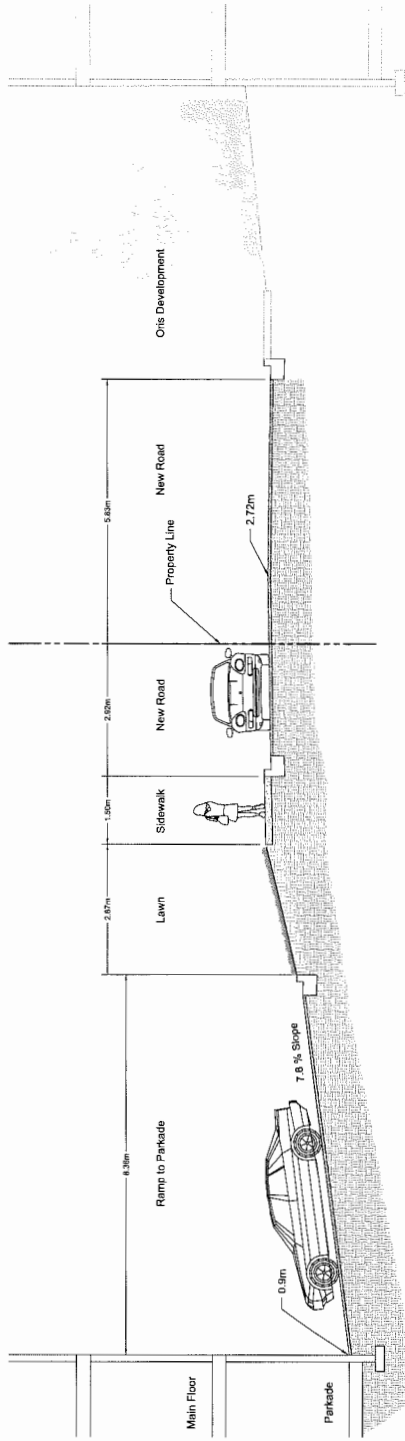 Main Floor
Parkade
8.36m
Ramp to Parkade
0.9m
7.8 % Slope
2.87m
Lawn
1.50m
Sidewalk
2.92m
New Road
Property Line
5.83m
New Road
2.72m
Oris Development